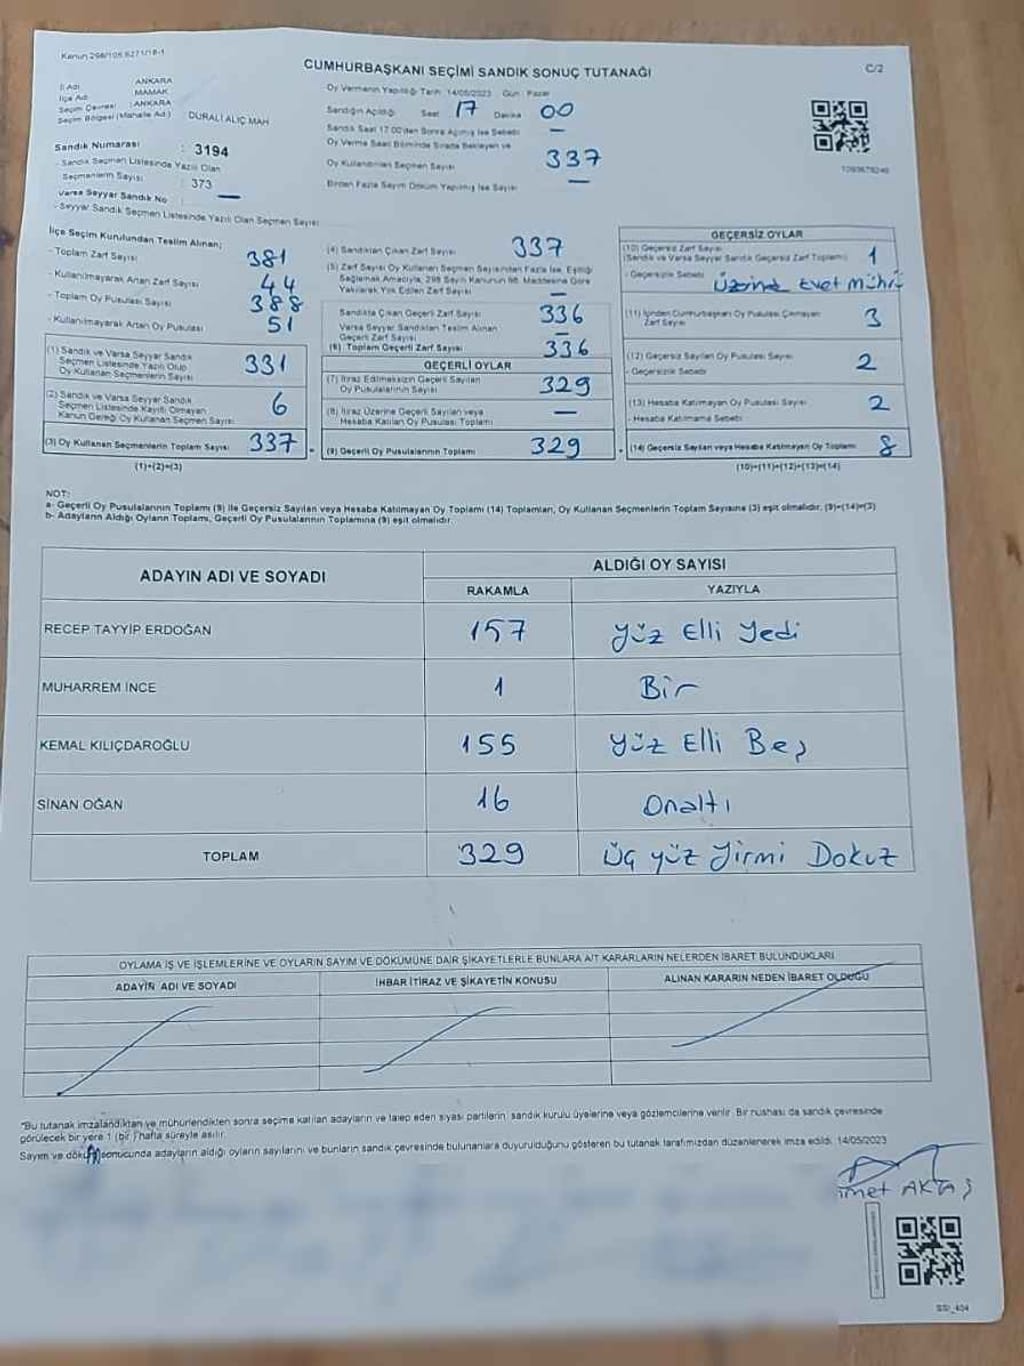 Kanun 298/105 6271/18-1
CUMHURBAŞKANI SEÇİMİ SANDIK SONUÇ TUTANAĞI
C/2
İl Adı ANKARA
İlçe Adı MAMAK
Seçim Çevresi : ANKARA
Seçim Bölgesi (Mahalle Ad.) DURALİ ALIÇ MAH
Oy Vermenin Yapıldığı Tarih: 14/05/2023 Gün : Pazar
Sandığın Açıldığı Saat 17 Dakika 00
Sandık Saat 17.00'den Sonra Açılmış İse Sebebi —
Oy Verme Saati Bitiminde Sırada Bekleyen ve
Oy Kullandırılan Seçmen Sayısı 337
Birden Fazla Sayım Döküm Yapılmış İse Sayısı —
Sandık Numarası : 3194
- Sandık Seçmen Listesinde Yazılı Olan
Seçmenlerin Sayısı : 373
Varsa Seyyar Sandık No —
- Seyyar Sandık Seçmen Listesinde Yazılı Olan Seçmen Sayısı
İlçe Seçim Kurulundan Teslim Alınan;
- Toplam Zarf Sayısı 381
- Kullanılmayarak Artan Zarf Sayısı 44
- Toplam Oy Pusulası Sayısı 388
- Kullanılmayarak Artan Oy Pusulası 51
(1) Sandık ve Varsa Seyyar Sandık
Seçmen Listesinde Yazılı Olup
Oy Kullanan Seçmenlerin Sayısı 331
(2) Sandık ve Varsa Seyyar Sandık
Seçmen Listesinde Kayıtlı Olmayan
Kanun Gereği Oy Kullanan Seçmen Sayısı 6
(3) Oy Kullanan Seçmenlerin Toplam Sayısı 337
(1)+(2)=(3)
(4) Sandıktan Çıkan Zarf Sayısı 337
(5) Zarf Sayısı Oy Kullanan Seçmen Sayısından Fazla İse, Eşitliği
Sağlamak Amacıyla, 298 Sayılı Kanunun 98. Maddesine Göre
Yakılarak Yok Edilen Zarf Sayısı —
Sandıkta Çıkan Geçerli Zarf Sayısı 336
Varsa Seyyar Sandıktan Teslim Alınan
Geçerli Zarf Sayısı —
(6) Toplam Geçerli Zarf Sayısı 336
GEÇERLİ OYLAR
(7) İtiraz Edilmeksizin Geçerli Sayılan
Oy Pusulalarının Sayısı 329
(8) İtiraz Üzerine Geçerli Sayılan veya
Hesaba Katılan Oy Pusulası Toplamı —
(9) Geçerli Oy Pusulalarının Toplamı 329
GEÇERSİZ OYLAR
(10) Geçersiz Zarf Sayısı
(Sandık ve Varsa Seyyar Sandık Geçersiz Zarf Toplamı) 1
- Geçersizlik Sebebi Üzerine Evet Mührü
(11) İçinden Cumhurbaşkanı Oy Pusulası Çıkmayan
Zarf Sayısı 3
(12) Geçersiz Sayılan Oy Pusulası Sayısı 2
- Geçersizlik Sebebi
(13) Hesaba Katılmayan Oy Pusulası Sayısı 2
- Hesaba Katılmama Sebebi
(14) Geçersiz Sayılan veya Hesaba Katılmayan Oy Toplamı 8
(10)+(11)+(12)+(13)=(14)
NOT:
a- Geçerli Oy Pusulalarının Toplamı (9) ile Geçersiz Sayılan veya Hesaba Katılmayan Oy Toplamı (14) Toplamları, Oy Kullanan Seçmenlerin Toplam Sayısına (3) eşit olmalıdır, (9)+(14)=(3)
b- Adayların Aldığı Oyların Toplamı, Geçerli Oy Pusulalarının Toplamına (9) eşit olmalıdır.
ADAYIN ADI VE SOYADI
ALDIĞI OY SAYISI
RAKAMLA YAZIYLA
RECEP TAYYİP ERDOĞAN 157 Yüz Elli Yedi
MUHARREM İNCE 1 Bir
KEMAL KILIÇDAROĞLU 155 Yüz Elli Beş
SİNAN OĞAN 16 Onaltı
TOPLAM 329 Üç yüz Yirmi Dokuz
OYLAMA İŞ VE İŞLEMLERİNE VE OYLARIN SAYIM VE DÖKÜMÜNE DAİR ŞİKAYETLERLE BUNLARA AİT KARARLARIN NELERDEN İBARET BULUNDUKLARI
ADAYIN ADI VE SOYADI İHBAR İTİRAZ VE ŞİKAYETİN KONUSU ALINAN KARARIN NEDEN İBARET OLDUĞU
"Bu tutanak imzalandıktan ve mühürlendikten sonra seçime katılan adayların ve talep eden siyasi partilerin, sandık kurulu üyelerine veya gözlemcilerine verilir. Bir nüshası da sandık çevresinde
görülecek bir yere 1 (bir) hafta süreyle asılır.
Sayım ve döküm sonucunda adayların aldığı oyların sayılarını ve bunların sandık çevresinde bulunanlara duyurulduğunu gösteren bu tutanak tarafımızdan düzenlenerek imza edildi. 14/05/2023
AKTAŞ